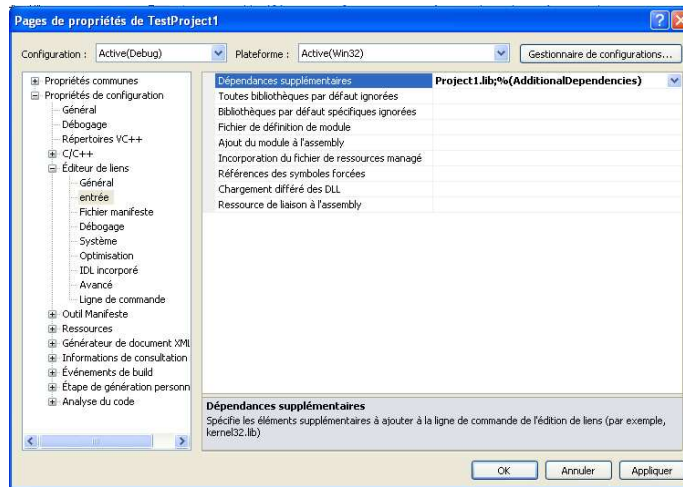 Pages de propriétés de TestProject1
Configuration : Active(Debug) Plateforme : Active(Win32) Gestionnaire de configurations...
Propriétés communes
Propriétés de configuration
Général
Débogage
Répertoires VC++
C/C++
Éditeur de liens
Général
entrée
Fichier manifeste
Débogage
Système
Optimisation
IDL incorporé
Avancé
Ligne de commande
Outil Manifeste
Ressources
Générateur de document XML
Informations de consultation
Événements de build
Étape de génération personn
Analyse du code
Dépendances supplémentaires Project1.lib;%(AdditionalDependencies)
Toutes bibliothèques par défaut ignorées
Bibliothèques par défaut spécifiques ignorées
Fichier de définition de module
Ajout du module à l'assembly
Incorporation du fichier de ressources managé
Références des symboles forcées
Chargement différé des DLL
Ressource de liaison à l'assembly
Dépendances supplémentaires
Spécifie les éléments supplémentaires à ajouter à la ligne de commande de l'édition de liens (par exemple,
kernel32.lib)
OK Annuler Appliquer